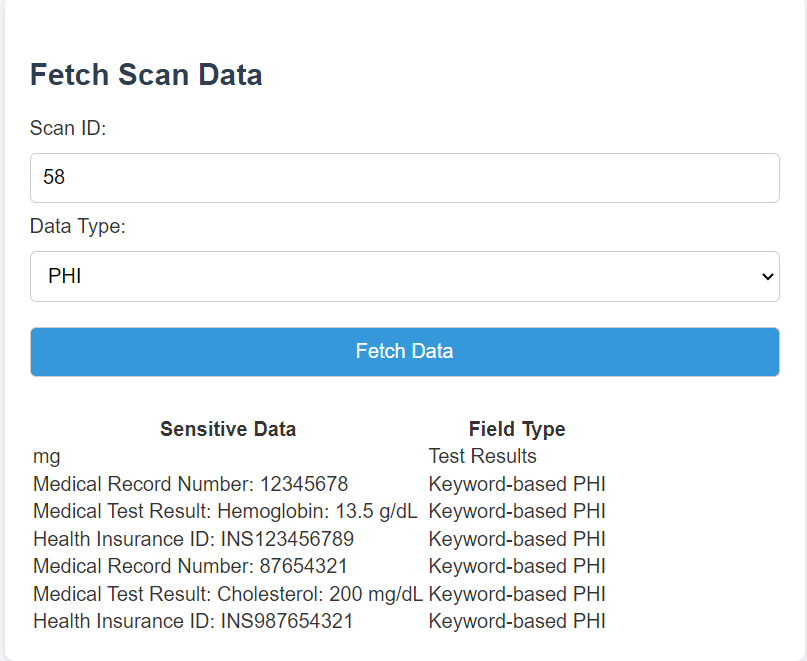 Fetch Scan Data
Scan ID:
58
Data Type:
PHI
Fetch Data
Sensitive Data Field Type
mg Test Results
Medical Record Number: 12345678 Keyword-based PHI
Medical Test Result: Hemoglobin: 13.5 g/dL Keyword-based PHI
Health Insurance ID: INS123456789 Keyword-based PHI
Medical Record Number: 87654321 Keyword-based PHI
Medical Test Result: Cholesterol: 200 mg/dL Keyword-based PHI
Health Insurance ID: INS987654321 Keyword-based PHI